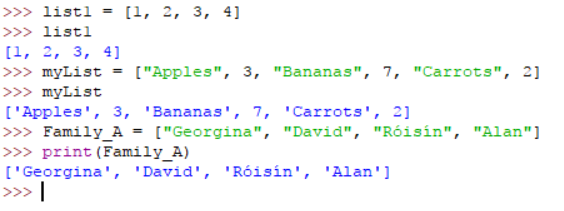 >>> list1 = [1, 2, 3, 4]
>>> list1
[1, 2, 3, 4]
>>> myList = ["Apples", 3, "Bananas", 7, "Carrots", 2]
>>> myList
['Apples', 3, 'Bananas', 7, 'Carrots', 2]
>>> Family_A = ["Georgina", "David", "Róisín", "Alan"]
>>> print(Family_A)
['Georgina', 'David', 'Róisín', 'Alan']
>>>